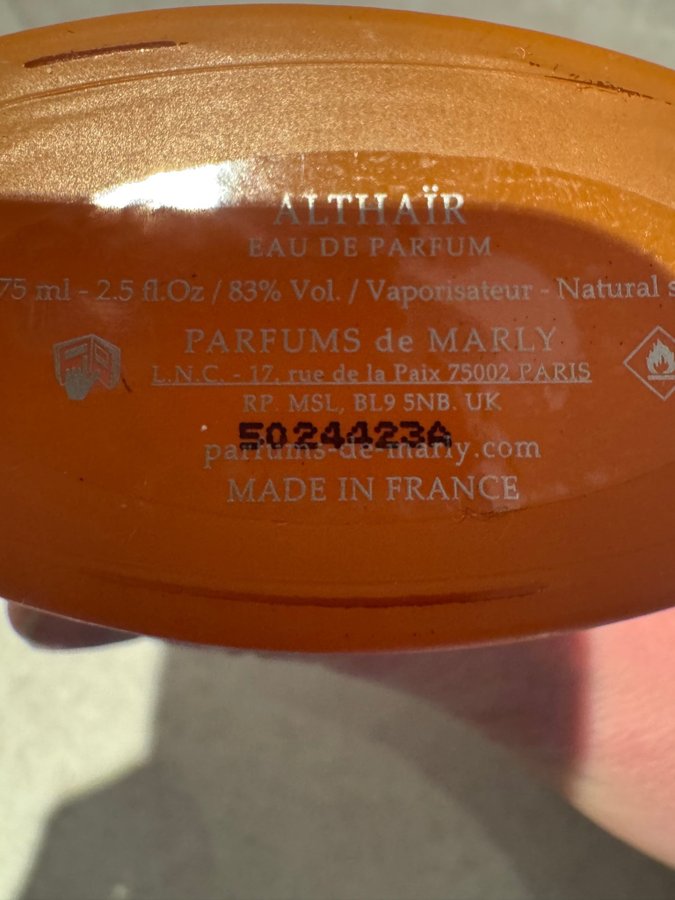 ALTHAÏR
EAU DE PARFUM
75 ml - 2.5 fl.Oz / 83% Vol. / Vaporisateur - Natural
PARFUMS de MARLY
L.N.C. - 17, rue de la Paix 75002 PARIS
RP. MSL, BL9 5NB. UK
5024423A
parfums-de-marly.com
MADE IN FRANCE